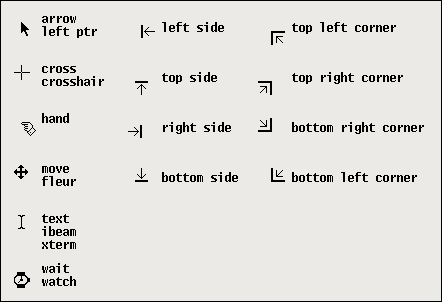 arrow
left ptr
left side
top left corner
cross
crosshair
top side
top right corner
hand
right side
bottom right corner
move
fleur
bottom side
bottom left corner
text
ibeam
xterm
wait
watch